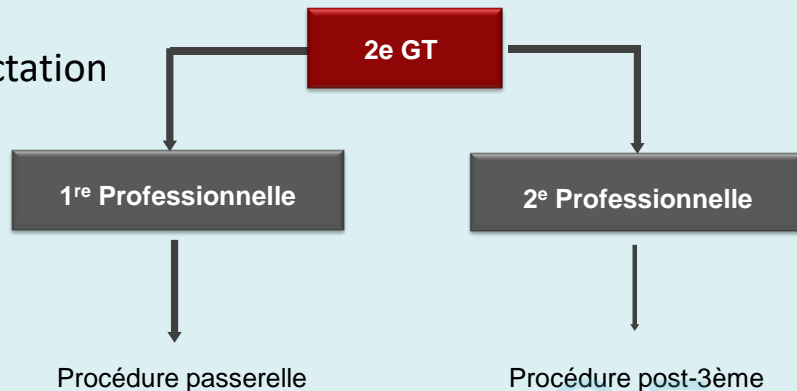 2e GT
ctation
1re Professionnelle
2e Professionnelle
Procédure passerelle
Procédure post-3ème